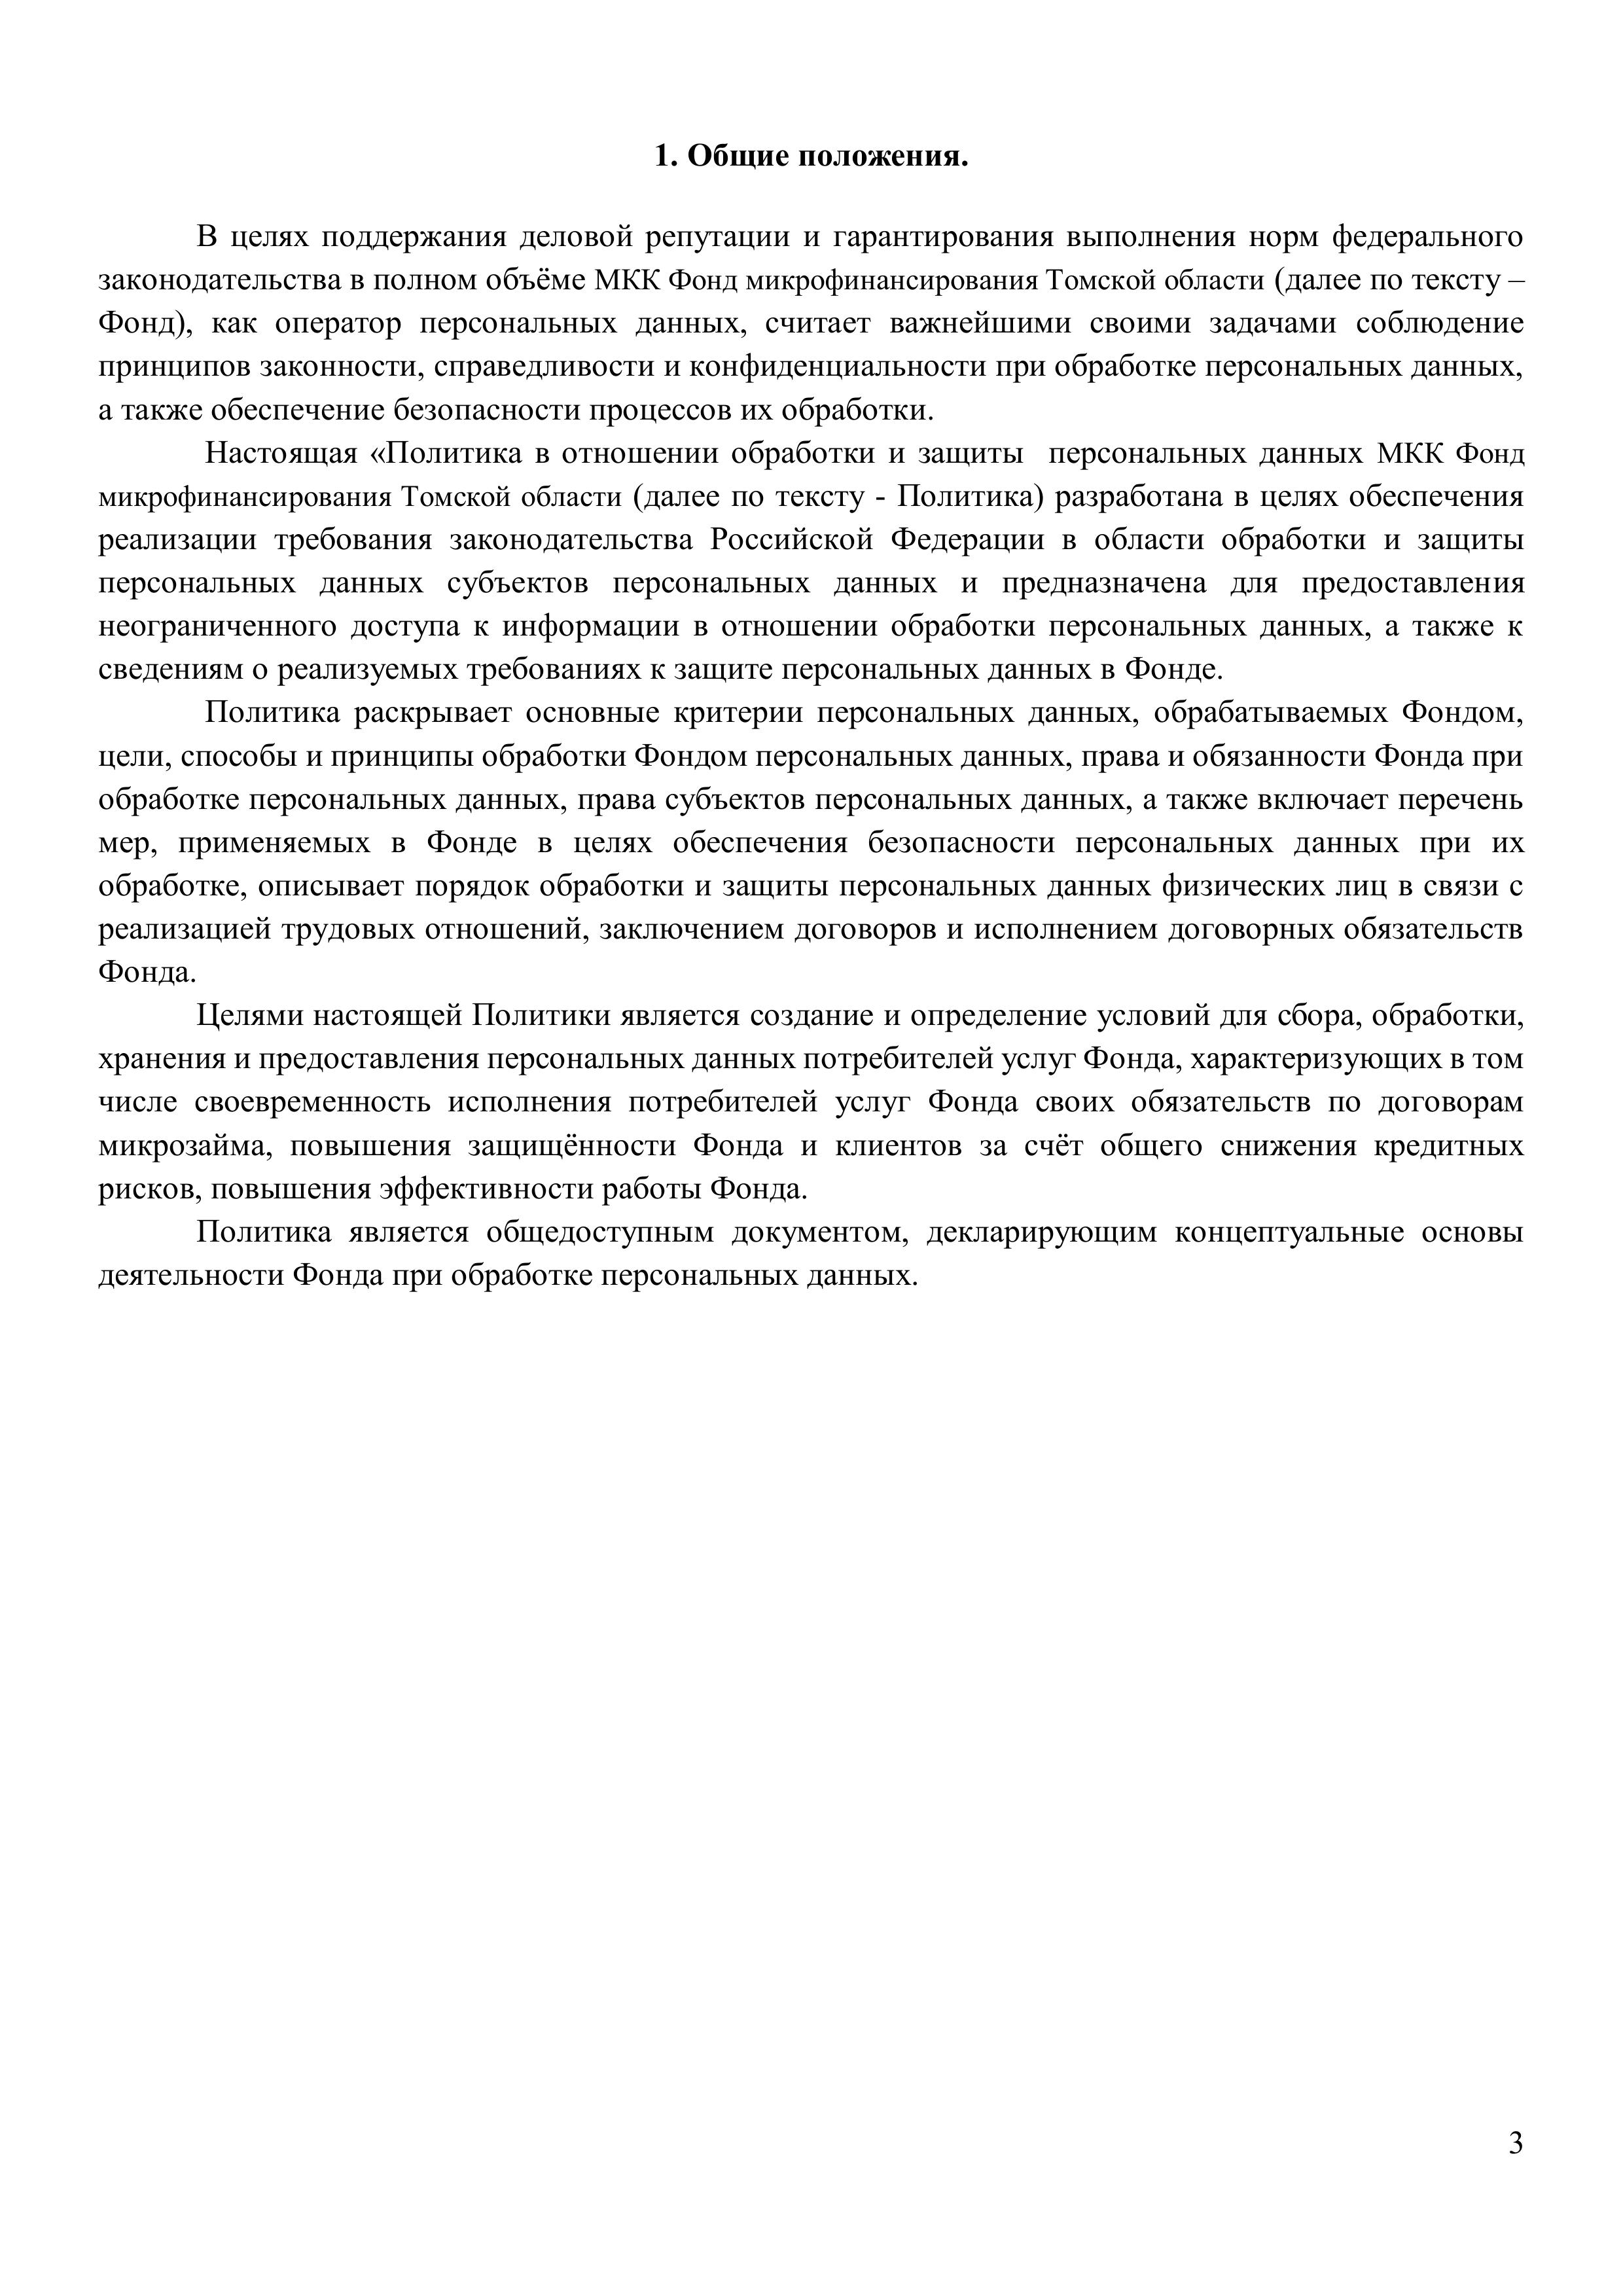 1. Общие положения.
В целях поддержания деловой репутации и гарантирования выполнения норм федерального
законодательства в полном объёме МКК Фонд микрофинансирования Томской области (далее по тексту –
Фонд), как оператор персональных данных, считает важнейшими своими задачами соблюдение
принципов законности, справедливости и конфиденциальности при обработке персональных данных,
а также обеспечение безопасности процессов их обработки.
Настоящая «Политика в отношении обработки и защиты  персональных данных МКК Фонд
микрофинансирования Томской области (далее по тексту - Политика) разработана в целях обеспечения
реализации требования законодательства Российской Федерации в области обработки и защиты
персональных данных субъектов персональных данных и предназначена для предоставления
неограниченного доступа к информации в отношении обработки персональных данных, а также к
сведениям о реализуемых требованиях к защите персональных данных в Фонде.
Политика раскрывает основные критерии персональных данных, обрабатываемых Фондом,
цели, способы и принципы обработки Фондом персональных данных, права и обязанности Фонда при
обработке персональных данных, права субъектов персональных данных, а также включает перечень
мер, применяемых в Фонде в целях обеспечения безопасности персональных данных при их
обработке, описывает порядок обработки и защиты персональных данных физических лиц в связи с
реализацией трудовых отношений, заключением договоров и исполнением договорных обязательств
Фонда.
Целями настоящей Политики является создание и определение условий для сбора, обработки,
хранения и предоставления персональных данных потребителей услуг Фонда, характеризующих в том
числе своевременность исполнения потребителей услуг Фонда своих обязательств по договорам
микрозайма, повышения защищённости Фонда и клиентов за счёт общего снижения кредитных
рисков, повышения эффективности работы Фонда.
Политика является общедоступным документом, декларирующим концептуальные основы
деятельности Фонда при обработке персональных данных.
3